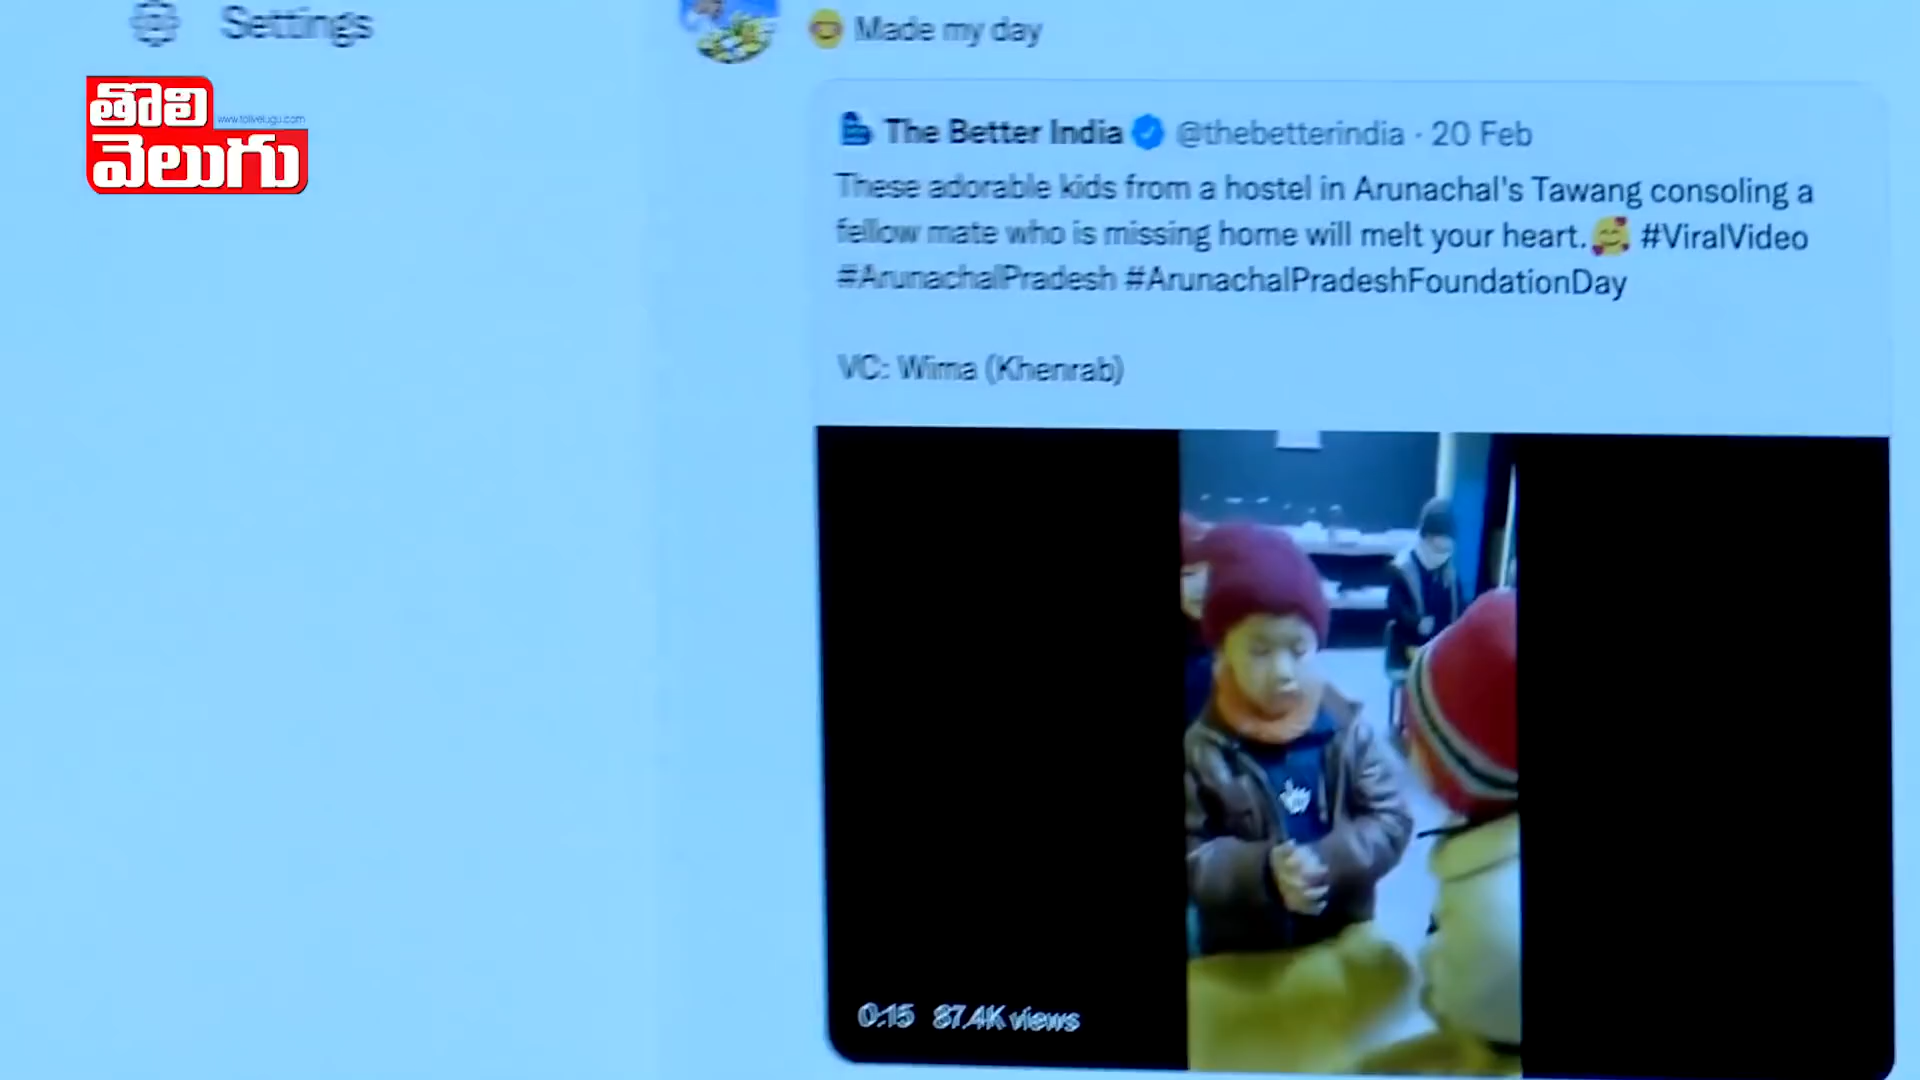 Settings
Made my day
తొలి
www.tolivelugu.com
వెలుగు
The Better India @thebetterindia · 20 Feb
These adorable kids from a hostel in Arunachal's Tawang consoling a
fellow mate who is missing home will melt your heart.🥰 #ViralVideo
#ArunachalPradesh #ArunachalPradeshFoundationDay
VC: Wima (Khenrab)
0:15 87.4K views